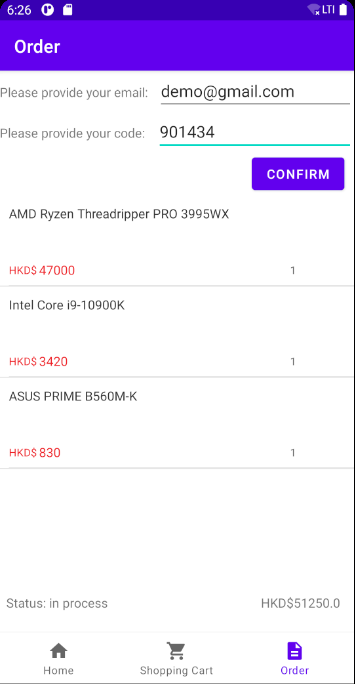 6:26 LTE
Order
Please provide your email: demo@gmail.com
Please provide your code: 901434
CONFIRM
AMD Ryzen Threadripper PRO 3995WX
HKD$ 47000 1
Intel Core i9-10900K
HKD$ 3420 1
ASUS PRIME B560M-K
HKD$ 830 1
Status: in process HKD$51250.0
Home Shopping Cart Order